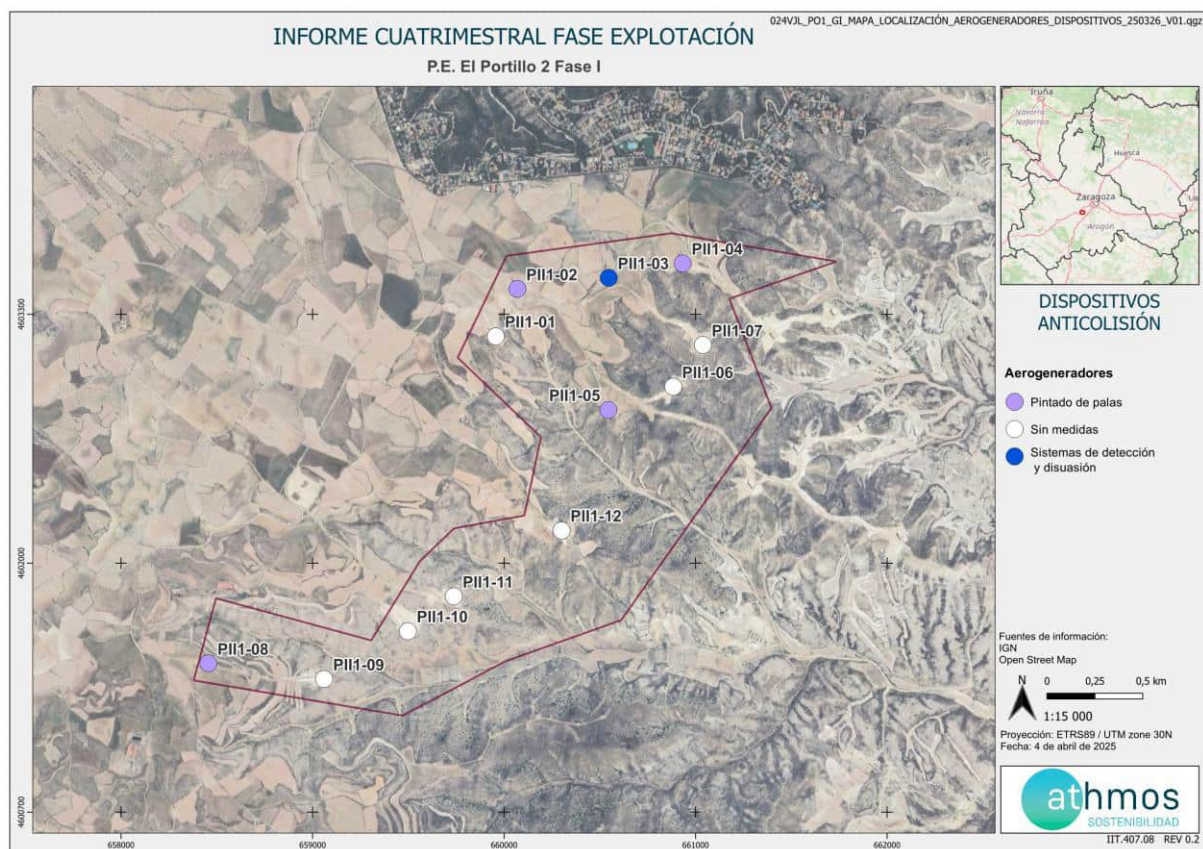 024VJL_PO1_GI_MAPA_LOCALIZACIÓN_AEROGENERADORES_DISPOSITIVOS_250326_V01.qgz
INFORME CUATRIMESTRAL FASE EXPLOTACIÓN
P.E. El Portillo 2 Fase I
PII1-04
PII1-03
PII1-02
PII1-01
PII1-07
PII1-06
PII1-05
PII1-12
PII1-11
PII1-10
PII1-08
PII1-09
4603300
4602000
4600700
658000
659000
660000
661000
662000
Iruña
Navarra
Nafarroa
Huesca
Zaragoza
Aragón
DISPOSITIVOS
ANTICOLISIÓN
Aerogeneradores
Pintado de palas
Sin medidas
Sistemas de detección
y disuasión
Fuentes de información:
IGN
Open Street Map
N
0 0,25 0,5 km
1:15 000
Proyección: ETRS89 / UTM zone 30N
Fecha: 4 de abril de 2025
athmos
SOSTENIBILIDAD
IIT.407.08 REV 0.2